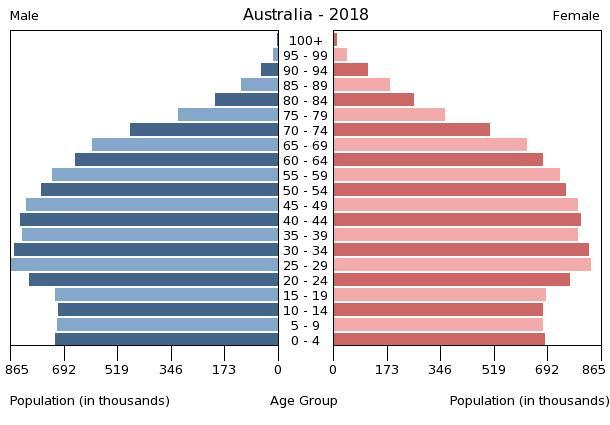 Male Australia - 2018 Female
100+
95 - 99
90 - 94
85 - 89
80 - 84
75 - 79
70 - 74
65 - 69
60 - 64
55 - 59
50 - 54
45 - 49
40 - 44
35 - 39
30 - 34
25 - 29
20 - 24
15 - 19
10 - 14
5 - 9
0 - 4
865 692 519 346 173 0 0 173 346 519 692 865
Population (in thousands) Age Group Population (in thousands)